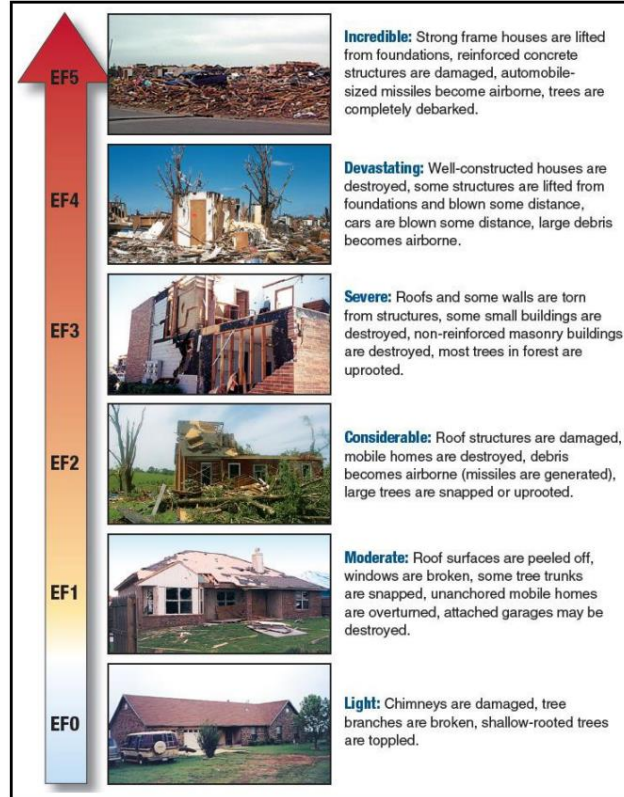 EF5
Incredible: Strong frame houses are lifted
from foundations, reinforced concrete
structures are damaged, automobile-
sized missiles become airborne, trees are
completely debarked.
EF4
Devastating: Well-constructed houses are
destroyed, some structures are lifted from
foundations and blown some distance,
cars are blown some distance, large debris
becomes airborne.
EF3
Severe: Roofs and some walls are torn
from structures, some small buildings are
destroyed, non-reinforced masonry buildings
are destroyed, most trees in forest are
uprooted.
EF2
Considerable: Roof structures are damaged,
mobile homes are destroyed, debris
becomes airborne (missiles are generated),
large trees are snapped or uprooted.
EF1
Moderate: Roof surfaces are peeled off,
windows are broken, some tree trunks
are snapped, unanchored mobile homes
are overturned, attached garages may be
destroyed.
EF0
Light: Chimneys are damaged, tree
branches are broken, shallow-rooted trees
are toppled.